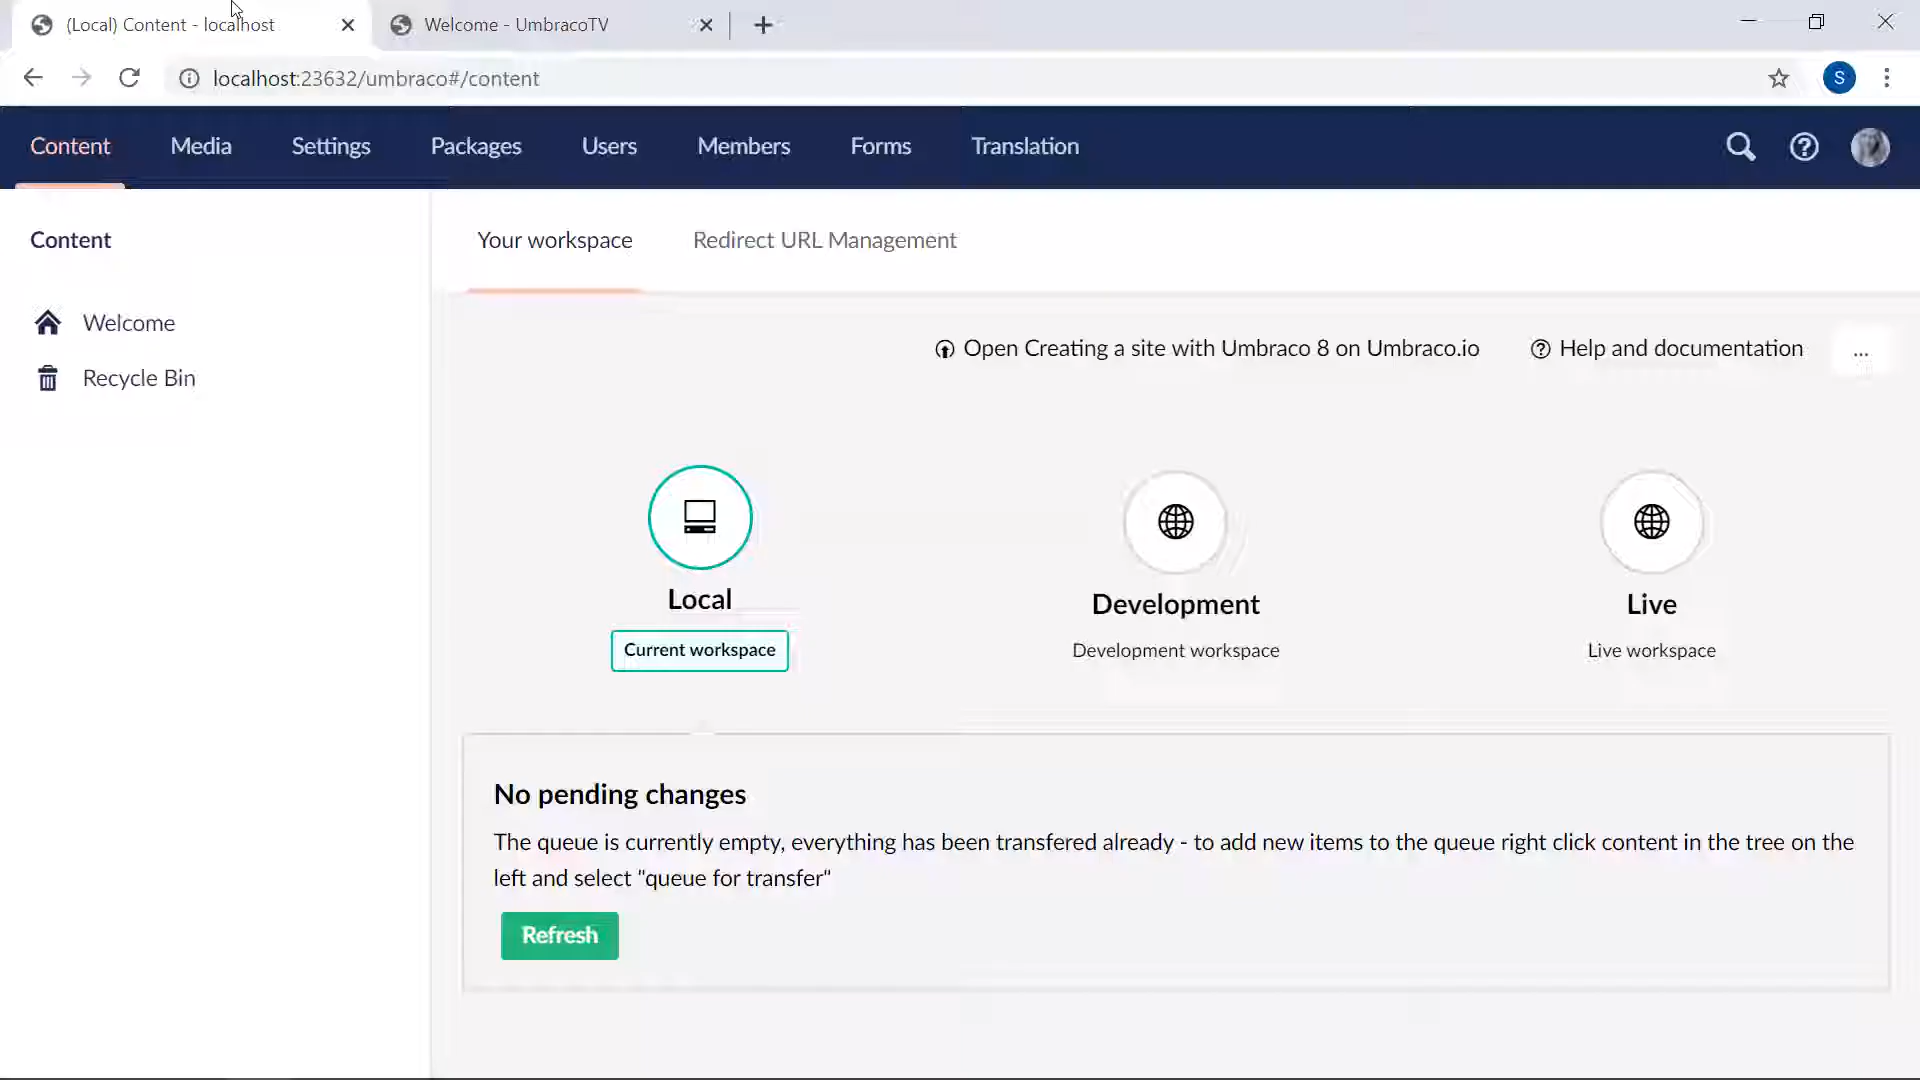 (Local) Content - localhost
Welcome - UmbracoTV
localhost:23632/umbraco#/content
S
Content
Media
Settings
Packages
Users
Members
Forms
Translation
Content
Your workspace
Redirect URL Management
Welcome
Recycle Bin
Open Creating a site with Umbraco 8 on Umbraco.io
Help and documentation
...
Local
Current workspace
Development
Development workspace
Live
Live workspace
No pending changes
The queue is currently empty, everything has been transfered already - to add new items to the queue right click content in the tree on the
left and select "queue for transfer"
Refresh